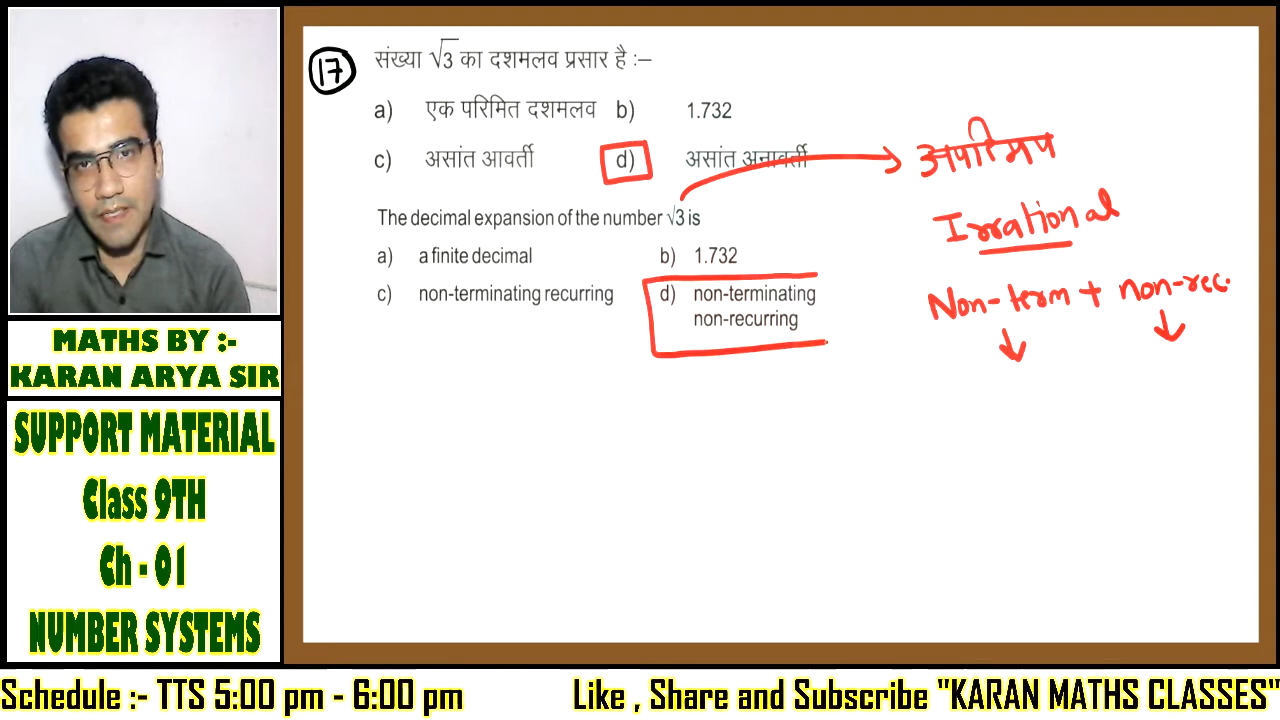 17
संख्या √3 का दशमलव प्रसार है :–
a) एक परिमित दशमलव b) 1.732
c) असांत आवर्ती d) असांत अनावर्ती
The decimal expansion of the number √3 is
a) a finite decimal b) 1.732
c) non-terminating recurring d) non-terminating
non-recurring
Irrational
Non-term + non-rec.
MATHS BY :-
KARAN ARYA SIR
SUPPORT MATERIAL
Class 9TH
Ch - 01
NUMBER SYSTEMS
Schedule :- TTS 5:00 pm - 6:00 pm Like , Share and Subscribe "KARAN MATHS CLASSES"